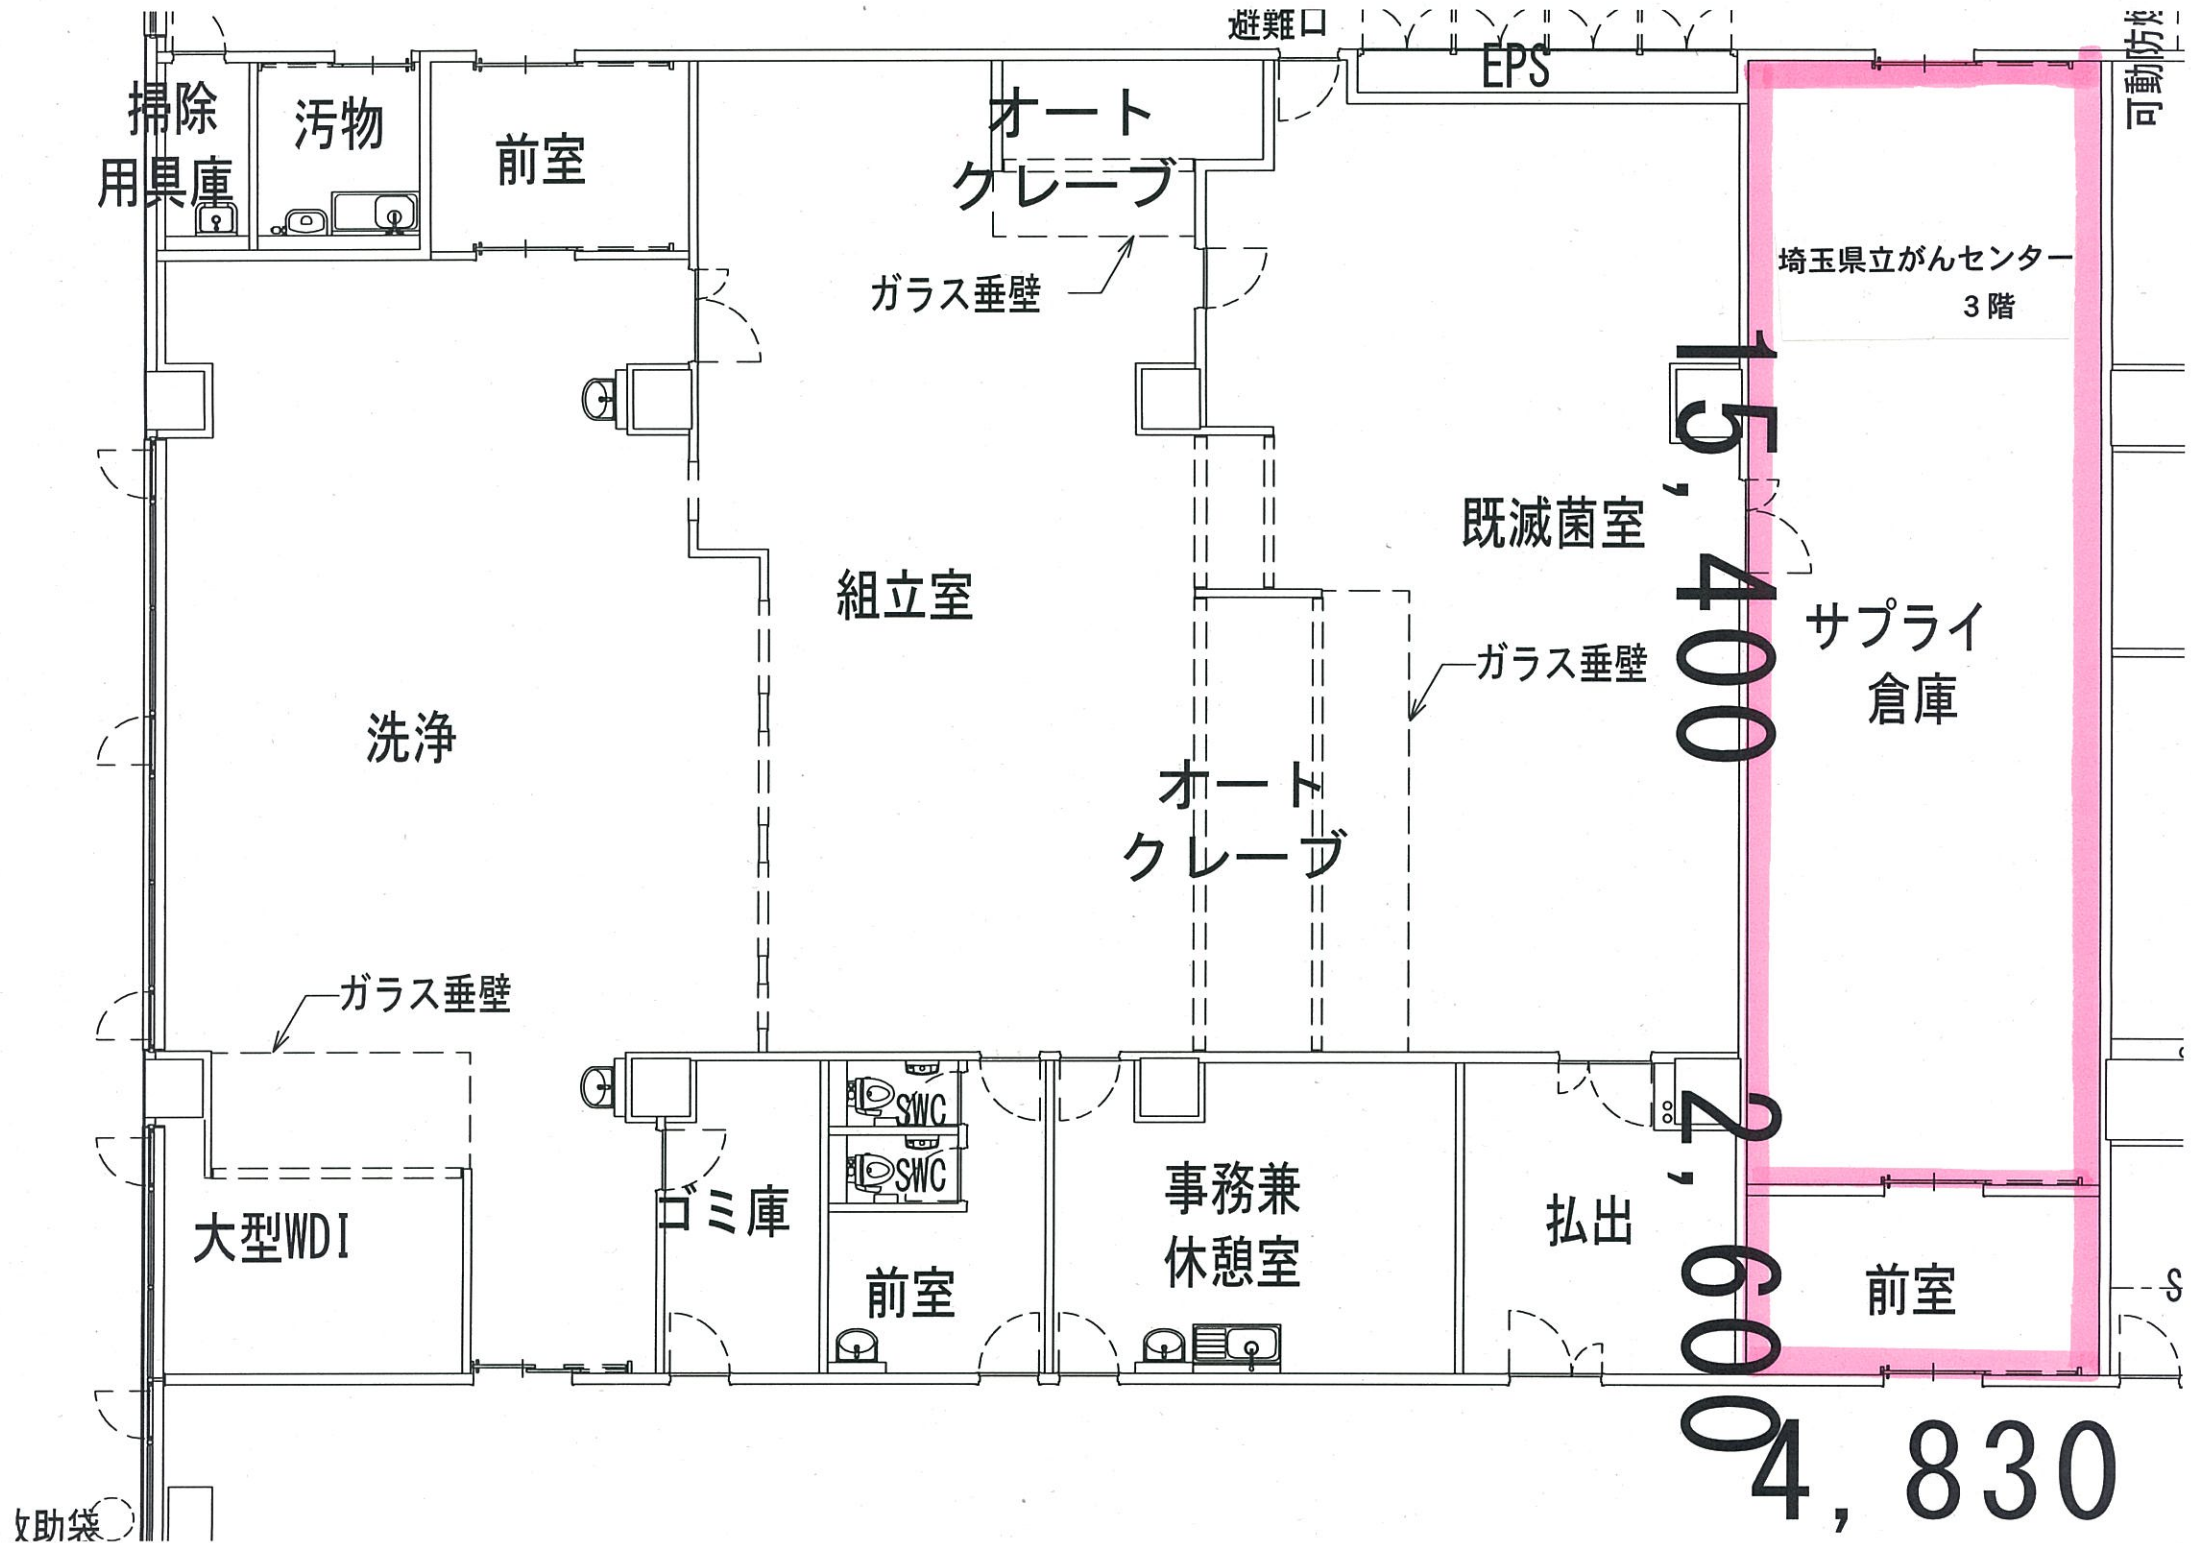 避難口
EPS
可動防
掃除
用具庫
汚物
前室
オート
クレーブ
ガラス垂壁
埼玉県立がんセンター
3階
15,400
既滅菌室
組立室
サプライ
倉庫
ガラス垂壁
洗浄
オート
クレーブ
ガラス垂壁
SWC
SWC
2,600
大型WDI
ゴミ庫
前室
事務兼
休憩室
払出
前室
S
4,830
救助袋